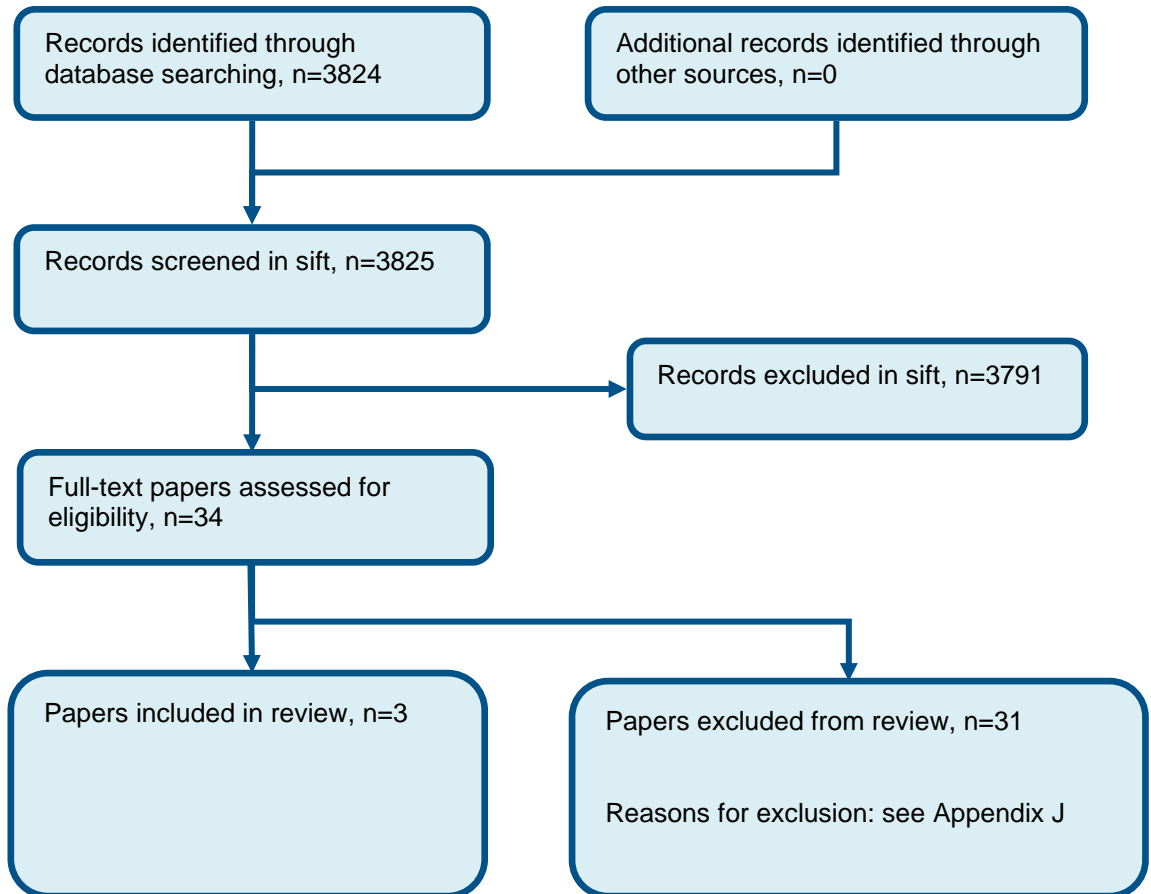 Records identified through
database searching, n=3824
Additional records identified through
other sources, n=0
Records screened in sift, n=3825
Records excluded in sift, n=3791
Full-text papers assessed for
eligibility, n=34
Papers included in review, n=3
Papers excluded from review, n=31
Reasons for exclusion: see Appendix J